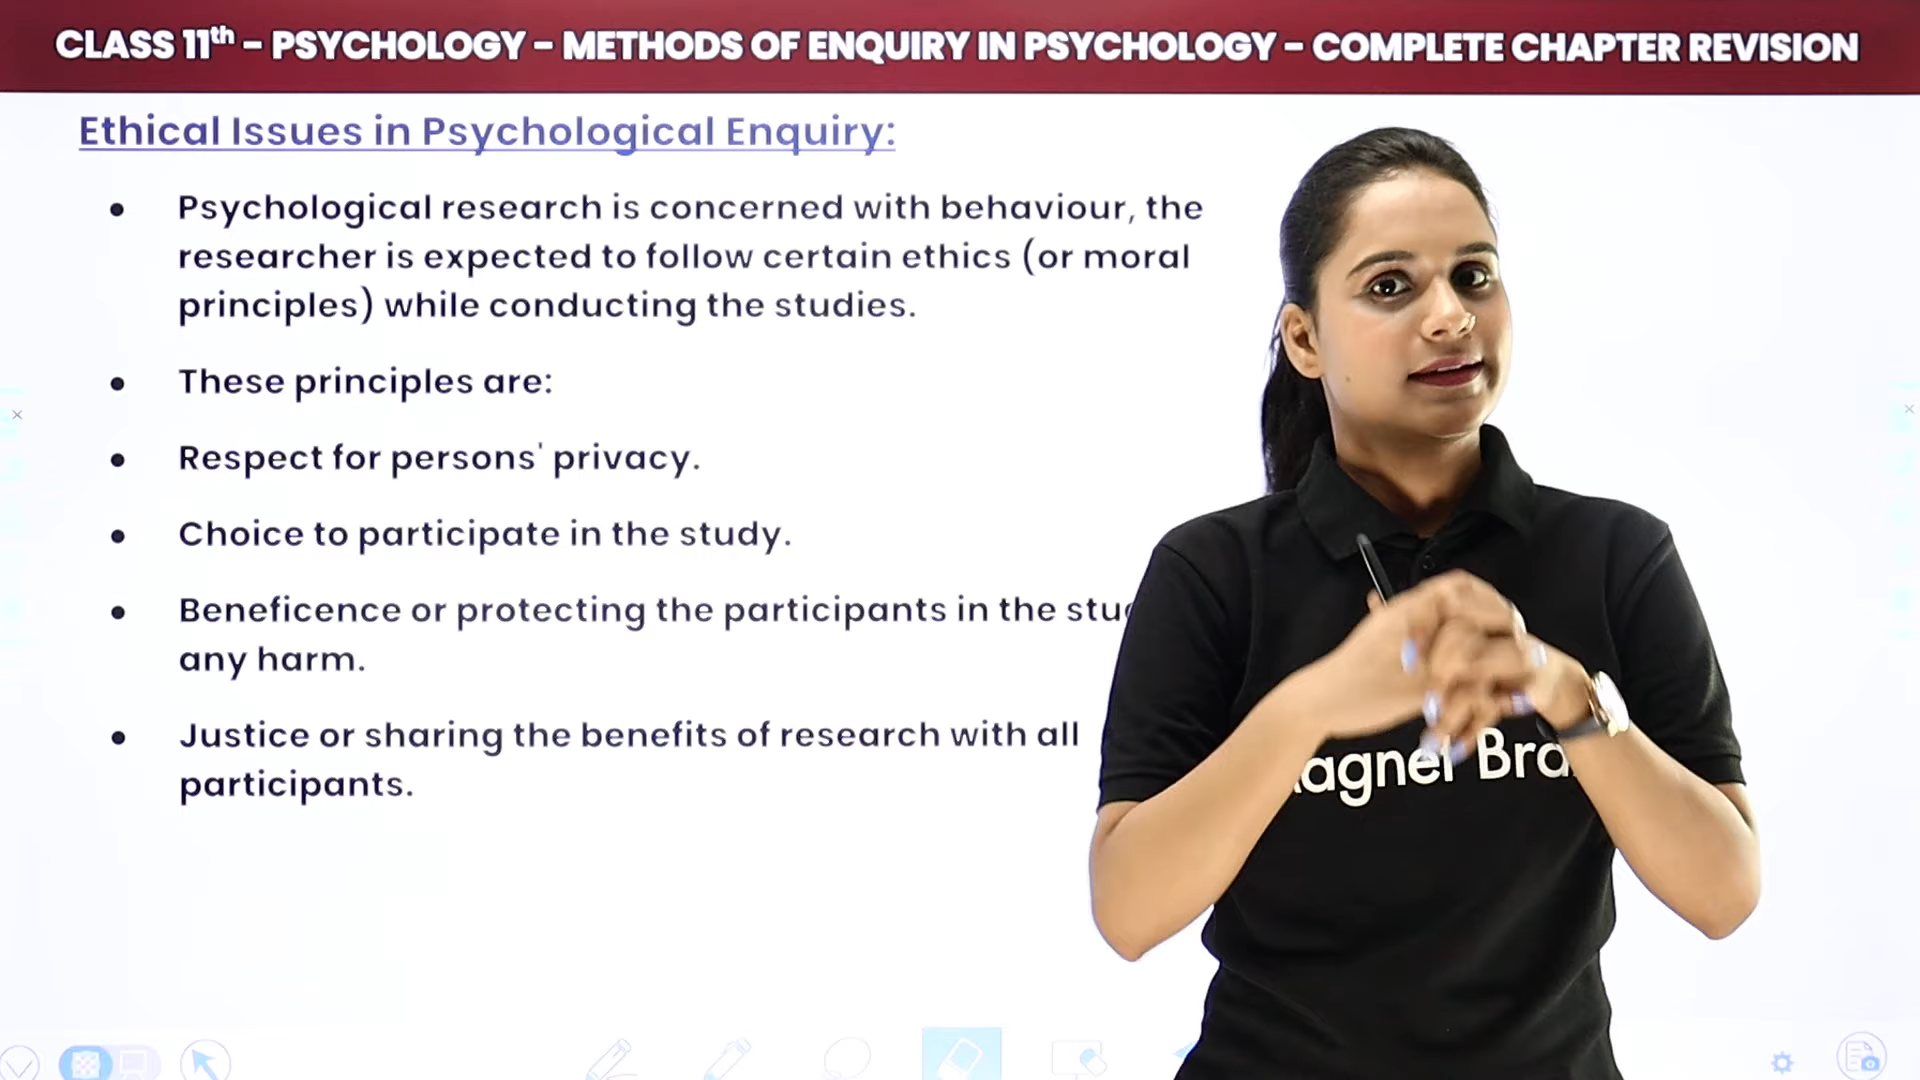 CLASS 11th – PSYCHOLOGY – METHODS OF ENQUIRY IN PSYCHOLOGY – COMPLETE CHAPTER REVISION
Ethical Issues in Psychological Enquiry:
• Psychological research is concerned with behaviour, the
researcher is expected to follow certain ethics (or moral
principles) while conducting the studies.
• These principles are:
• Respect for persons' privacy.
• Choice to participate in the study.
• Beneficence or protecting the participants in the
any harm.
• Justice or sharing the benefits of research with all
participants.